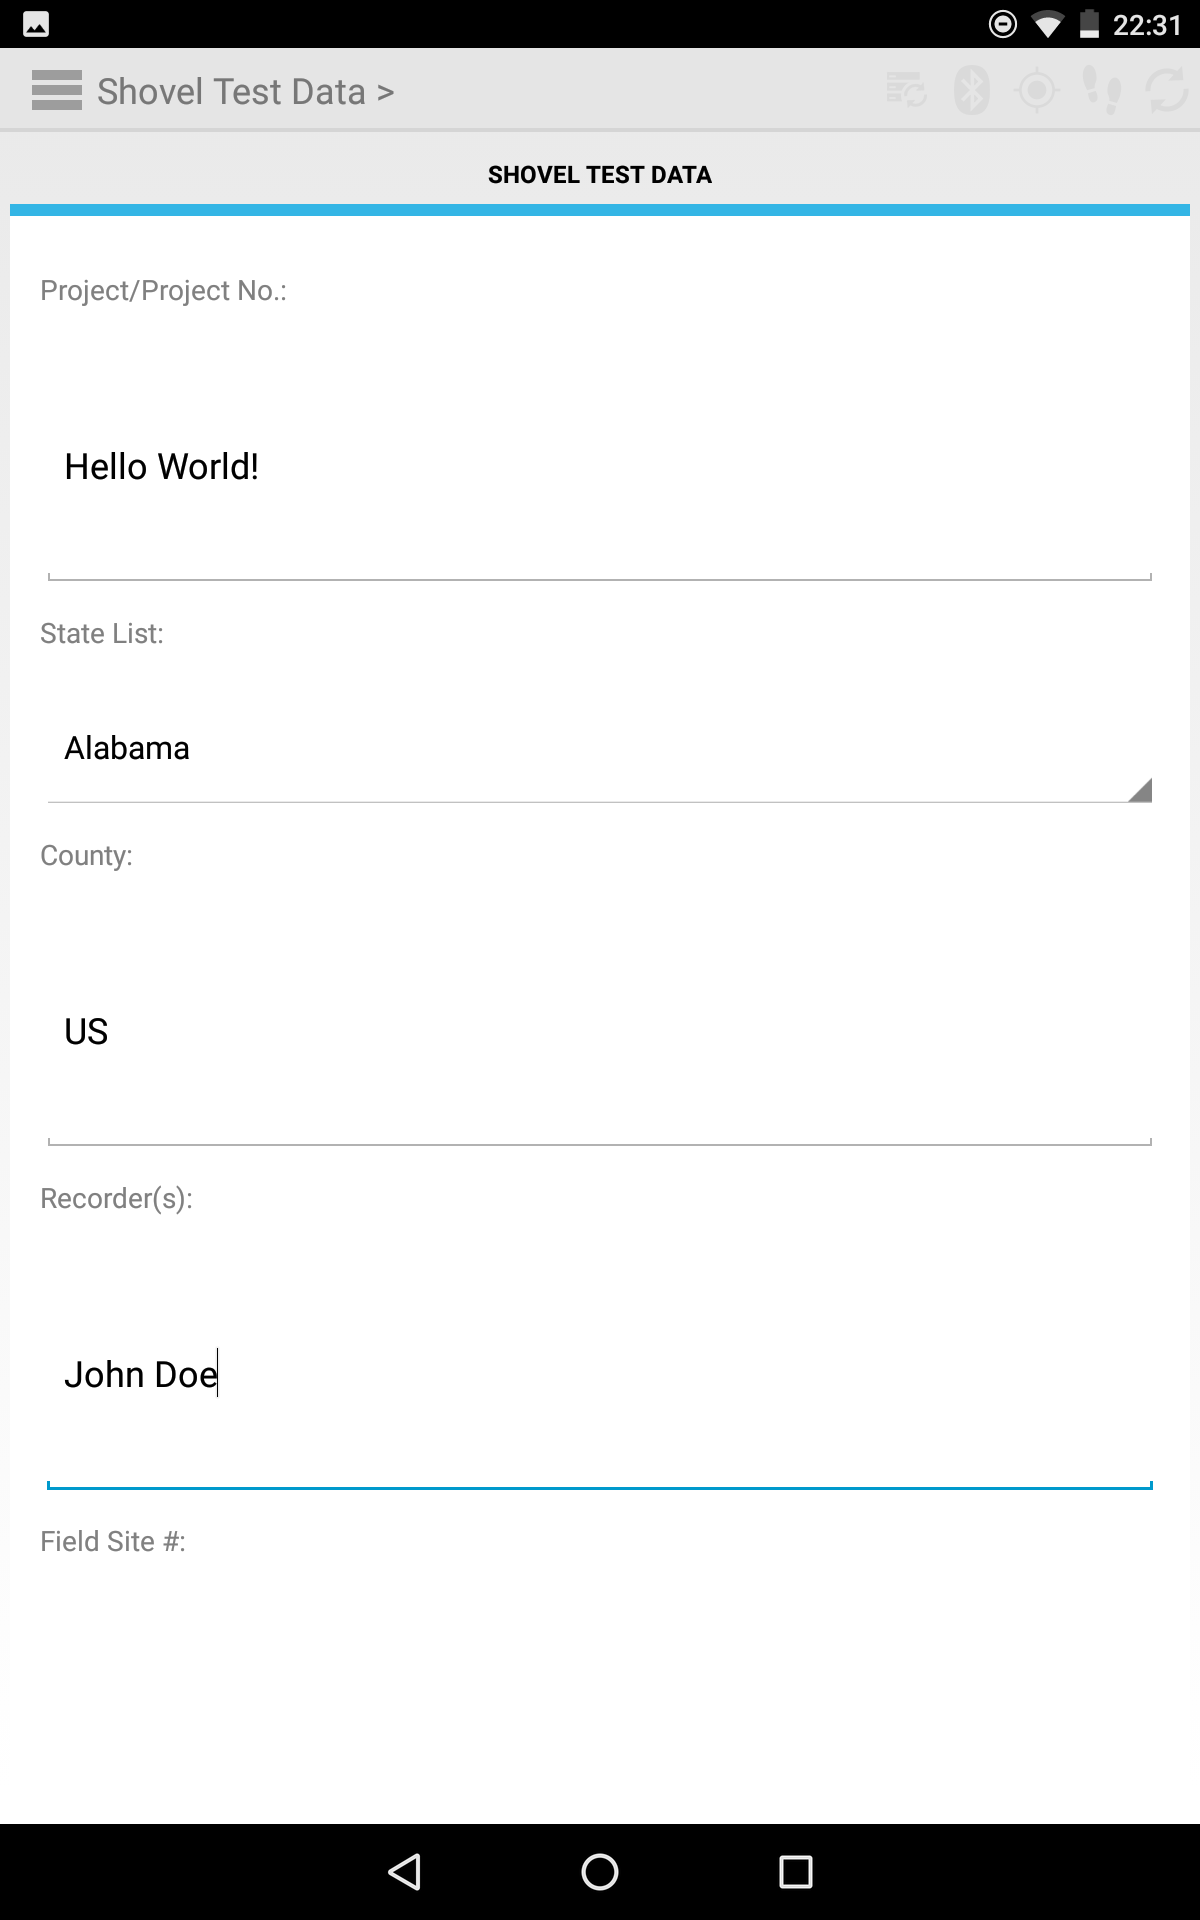 22:31
Shovel Test Data >
SHOVEL TEST DATA
Project/Project No.:
Hello World!
State List:
Alabama
County:
US
Recorder(s):
John Doe
Field Site #: